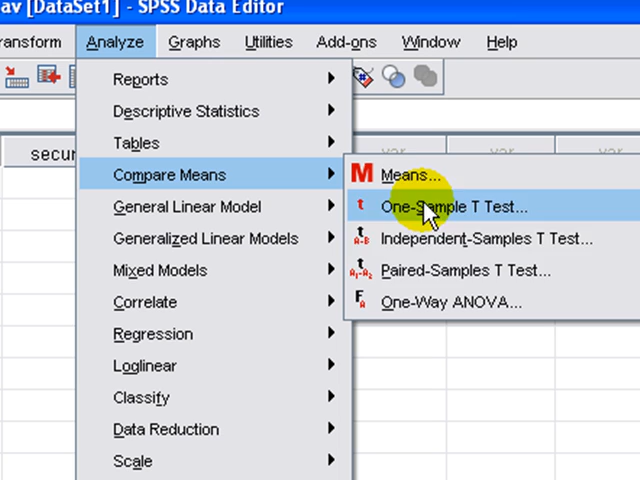 av [DataSet1] - SPSS Data Editor
ransform Analyze Graphs Utilities Add-ons Window Help
Reports
Descriptive Statistics
Tables
secur
var
var
var
Compare Means
M Means...
General Linear Model
t One-Sample T Test...
Generalized Linear Models
t A-B Independent-Samples T Test...
Mixed Models
t A1-A2 Paired-Samples T Test...
Correlate
F A One-Way ANOVA...
Regression
Loglinear
Classify
Data Reduction
Scale